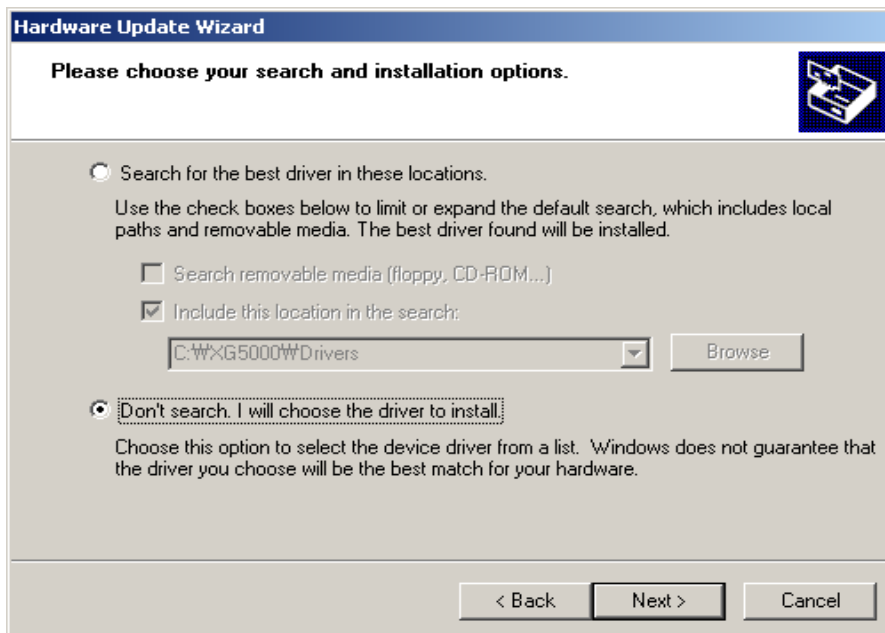 Hardware Update Wizard
Please choose your search and installation options.
Search for the best driver in these locations.
Use the check boxes below to limit or expand the default search, which includes local
paths and removable media. The best driver found will be installed.
Search removable media (floppy, CD-ROM...)
Include this location in the search:
C:₩XG5000₩Drivers
Browse
Don't search. I will choose the driver to install.
Choose this option to select the device driver from a list.  Windows does not guarantee that
the driver you choose will be the best match for your hardware.
< Back
Next >
Cancel